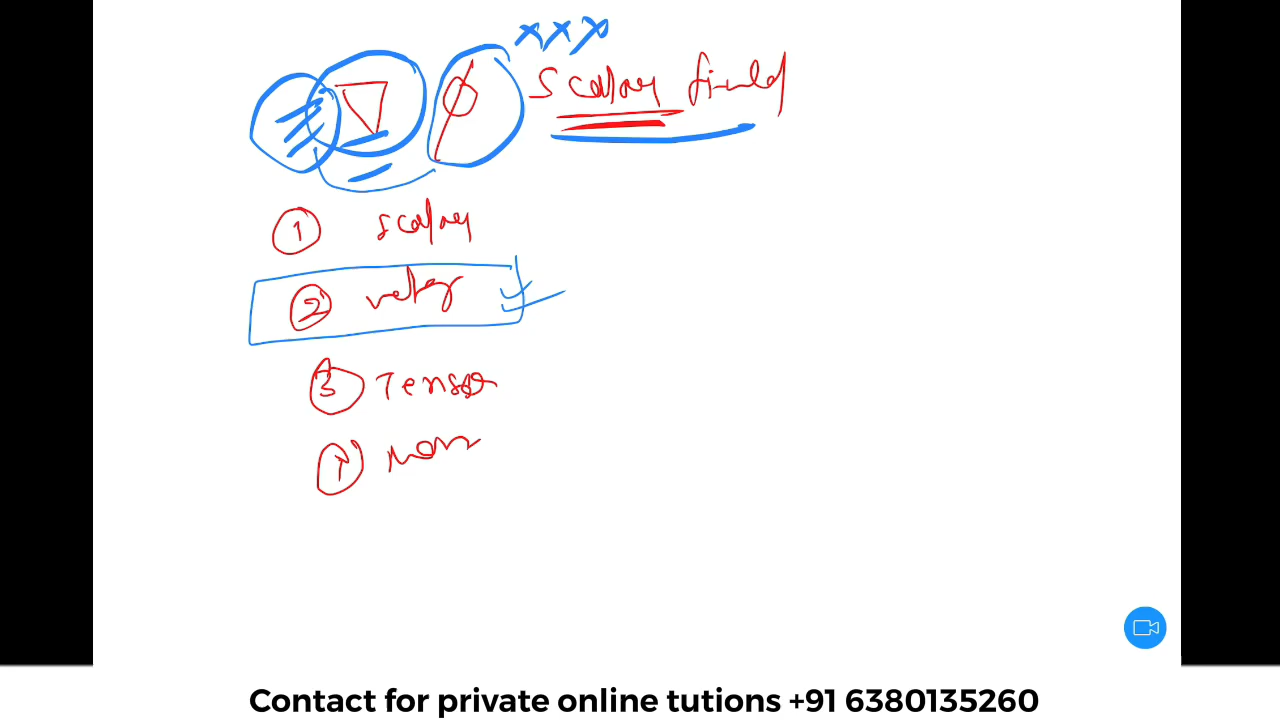 ∇ φ scalar field
① scalar
② vector
③ Tensor
Contact for private online tutions +91 6380135260